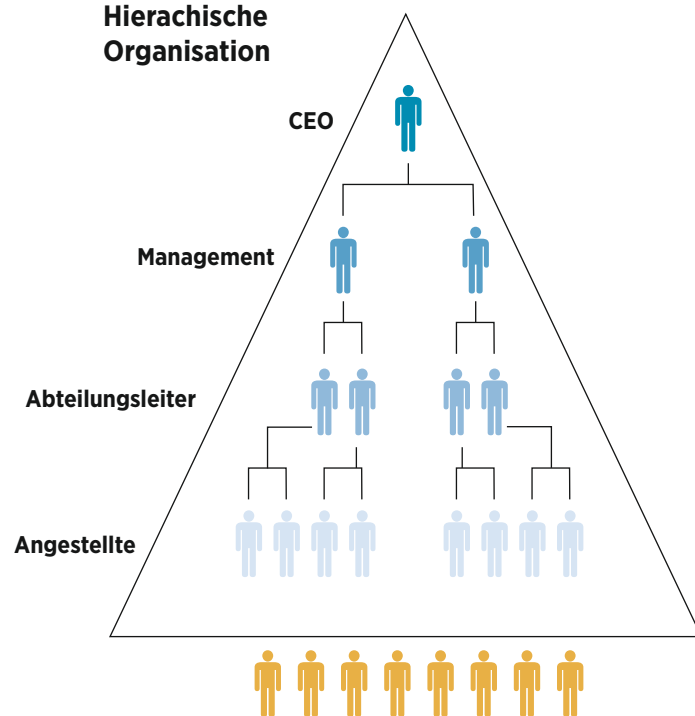 Hierachische
Organisation
CEO
Management
Abteilungsleiter
Angestellte